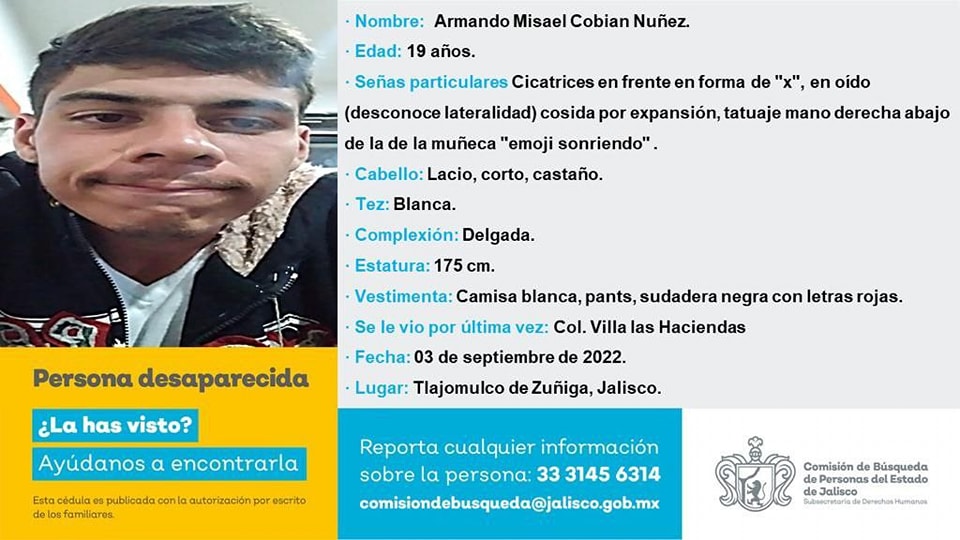 · Nombre: Armando Misael Cobian Nuñez.
· Edad: 19 años.
· Señas particulares Cicatrices en frente en forma de "x", en oído
(desconoce lateralidad) cosida por expansión, tatuaje mano derecha abajo
de la de la muñeca "emoji sonriendo" .
· Cabello: Lacio, corto, castaño.
· Tez: Blanca.
· Complexión: Delgada.
· Estatura: 175 cm.
· Vestimenta: Camisa blanca, pants, sudadera negra con letras rojas.
· Se le vio por última vez: Col. Villa las Haciendas
· Fecha: 03 de septiembre de 2022.
· Lugar: Tlajomulco de Zuñiga, Jalisco.
Persona desaparecida
¿La has visto?
Ayúdanos a encontrarla
Esta cédula es publicada con la autorización por escrito
de los familiares.
Reporta cualquier información
sobre la persona: 33 3145 6314
comisiondebusqueda@jalisco.gob.mx
Comisión de Búsqueda
de Personas del Estado
de Jalisco
Subsecretaría de Derechos Humanos